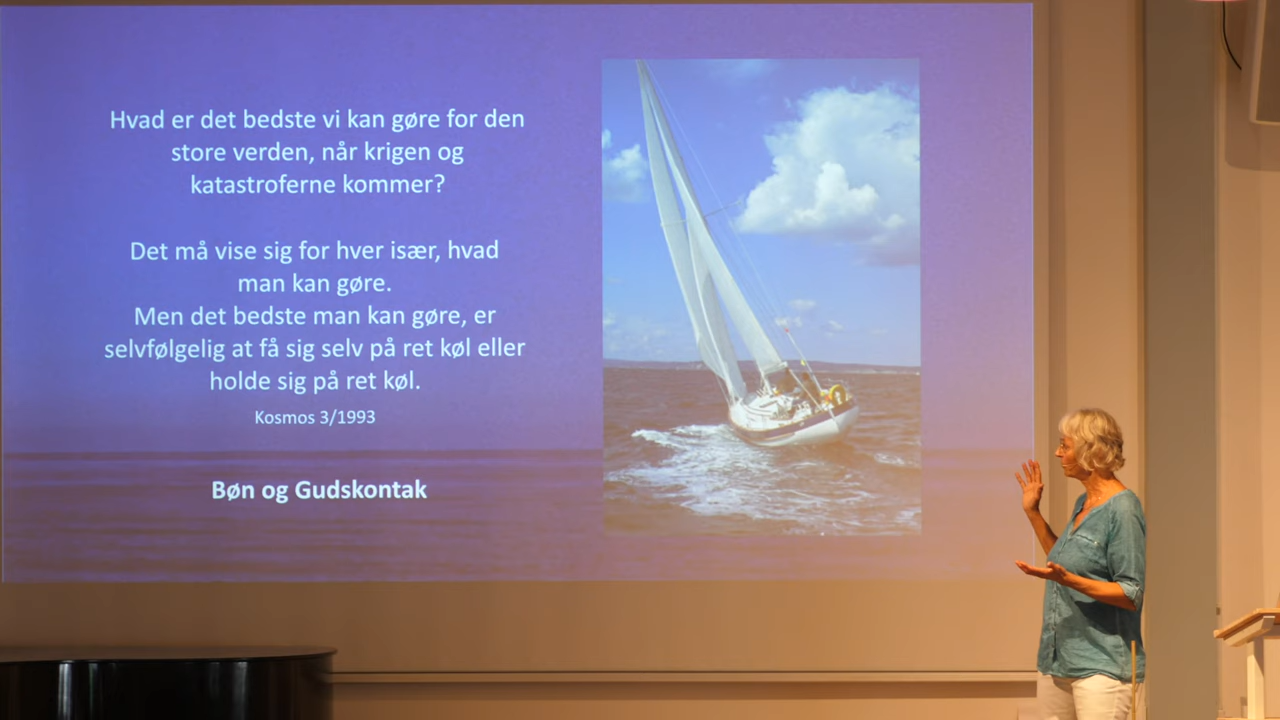 Hvad er det bedste vi kan gøre for den
store verden, når krigen og
katastroferne kommer?
Det må vise sig for hver især, hvad
man kan gøre.
Men det bedste man kan gøre, er
selvfølgelig at få sig selv på ret køl eller
holde sig på ret køl.
Kosmos 3/1993
Bøn og Gudskontak